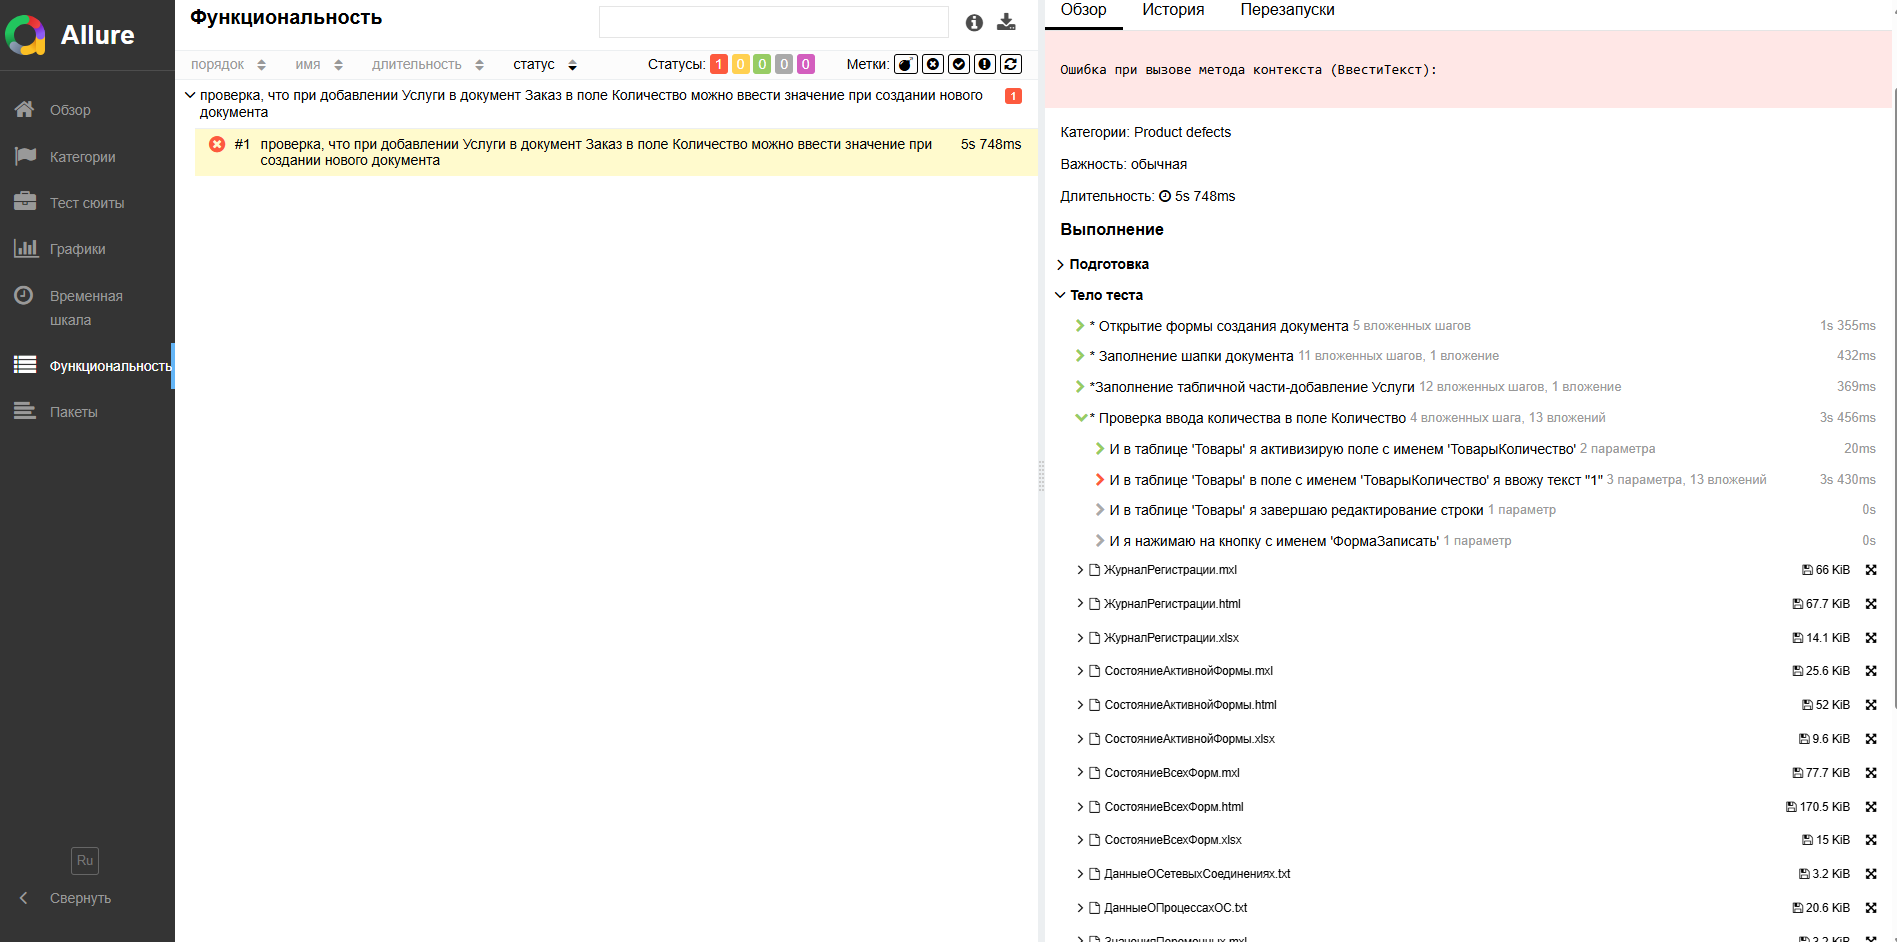 Allure
Обзор
Категории
Тест сюиты
Графики
Временная
шкала
Функциональность
Пакеты
Ru
Свернуть
Функциональность
порядок имя длительность статус Статусы: 1 0 0 0 0 Метки:
проверка, что при добавлении Услуги в документ Заказ в поле Количество можно ввести значение при создании нового 1
документа
#1 проверка, что при добавлении Услуги в документ Заказ в поле Количество можно ввести значение при 5s 748ms
создании нового документа
Обзор История Перезапуски
Ошибка при вызове метода контекста (ВвестиТекст):
Категории: Product defects
Важность: обычная
Длительность: 5s 748ms
Выполнение
Подготовка
Тело теста
* Открытие формы создания документа 5 вложенных шагов 1s 355ms
* Заполнение шапки документа 11 вложенных шагов, 1 вложение 432ms
*Заполнение табличной части-добавление Услуги 12 вложенных шагов, 1 вложение 369ms
* Проверка ввода количества в поле Количество 4 вложенных шага, 13 вложений 3s 456ms
И в таблице 'Товары' я активизирую поле с именем 'ТоварыКоличество' 2 параметра 20ms
И в таблице 'Товары' в поле с именем 'ТоварыКоличество' я ввожу текст "1" 3 параметра, 13 вложений 3s 430ms
И в таблице 'Товары' я завершаю редактирование строки 1 параметр 0s
И я нажимаю на кнопку с именем 'ФормаЗаписать' 1 параметр 0s
ЖурналРегистрации.mxl 66 KiB
ЖурналРегистрации.html 67.7 KiB
ЖурналРегистрации.xlsx 14.1 KiB
СостояниеАктивнойФормы.mxl 25.6 KiB
СостояниеАктивнойФормы.html 52 KiB
СостояниеАктивнойФормы.xlsx 9.6 KiB
СостояниеВсехФорм.mxl 77.7 KiB
СостояниеВсехФорм.html 170.5 KiB
СостояниеВсехФорм.xlsx 15 KiB
ДанныеОСетевыхСоединениях.txt 3.2 KiB
ДанныеОПроцессахОС.txt 20.6 KiB
ЗначенияПеременных.mxl 3.2 KiB